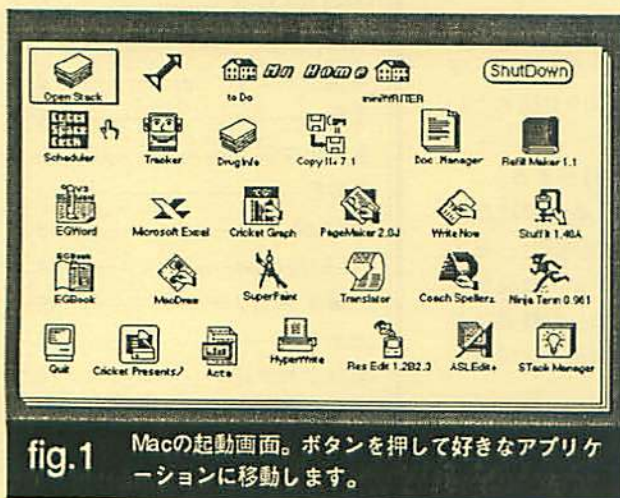 An Home
ShutDown
Open Stack
to Do
miniWRITER
Scheduler
Tracker
DrugInfo
Copy II+ 7.1
Doc.Manager
Refill Maker 1.1
EGWord
Microsoft Excel
Cricket Graph
PageMaker 2.0J
Write Now
StuffIt 1.40A
EGBook
MacDraw
SuperPaint
Translator
Coach Spellerz
Ninja Term 0.961
Quit
Cricket Presents./
Acta
HyperWrite
Res Edit 1.2B2.3
ASLEdit+
STack Manager
fig.1
Macの起動画面。ボタンを押して好きなアプリケ
ーションに移動します。